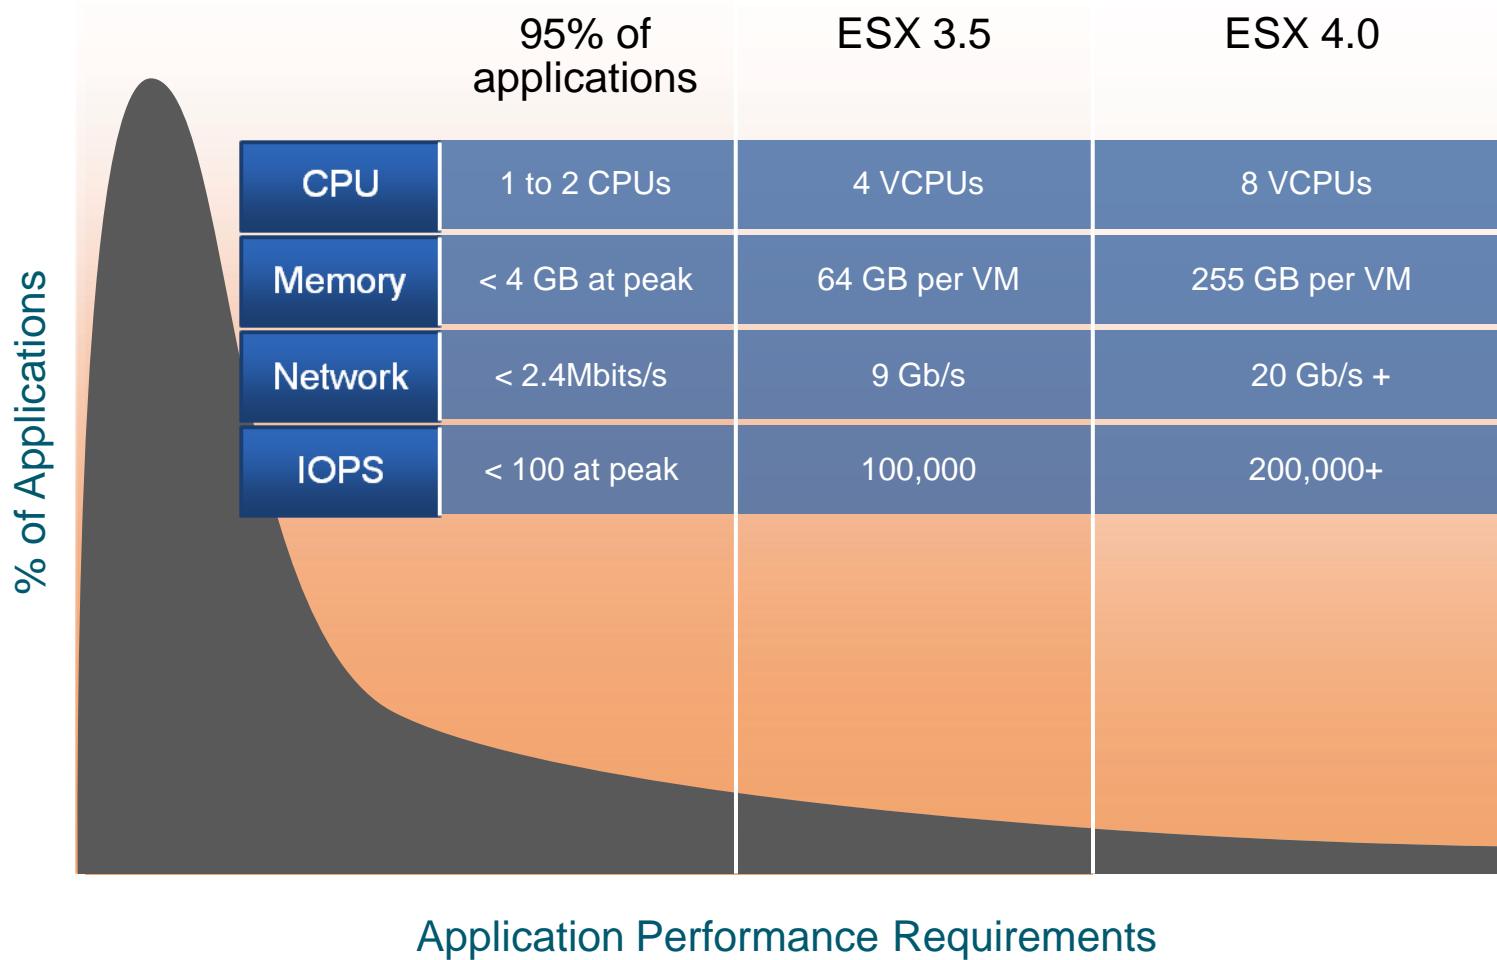 95% of
applications
ESX 3.5
ESX 4.0
CPU
1 to 2 CPUs
4 VCPUs
8 VCPUs
Memory
< 4 GB at peak
64 GB per VM
255 GB per VM
Network
< 2.4Mbits/s
9 Gb/s
20 Gb/s +
IOPS
< 100 at peak
100,000
200,000+
% of Applications
Application Performance Requirements